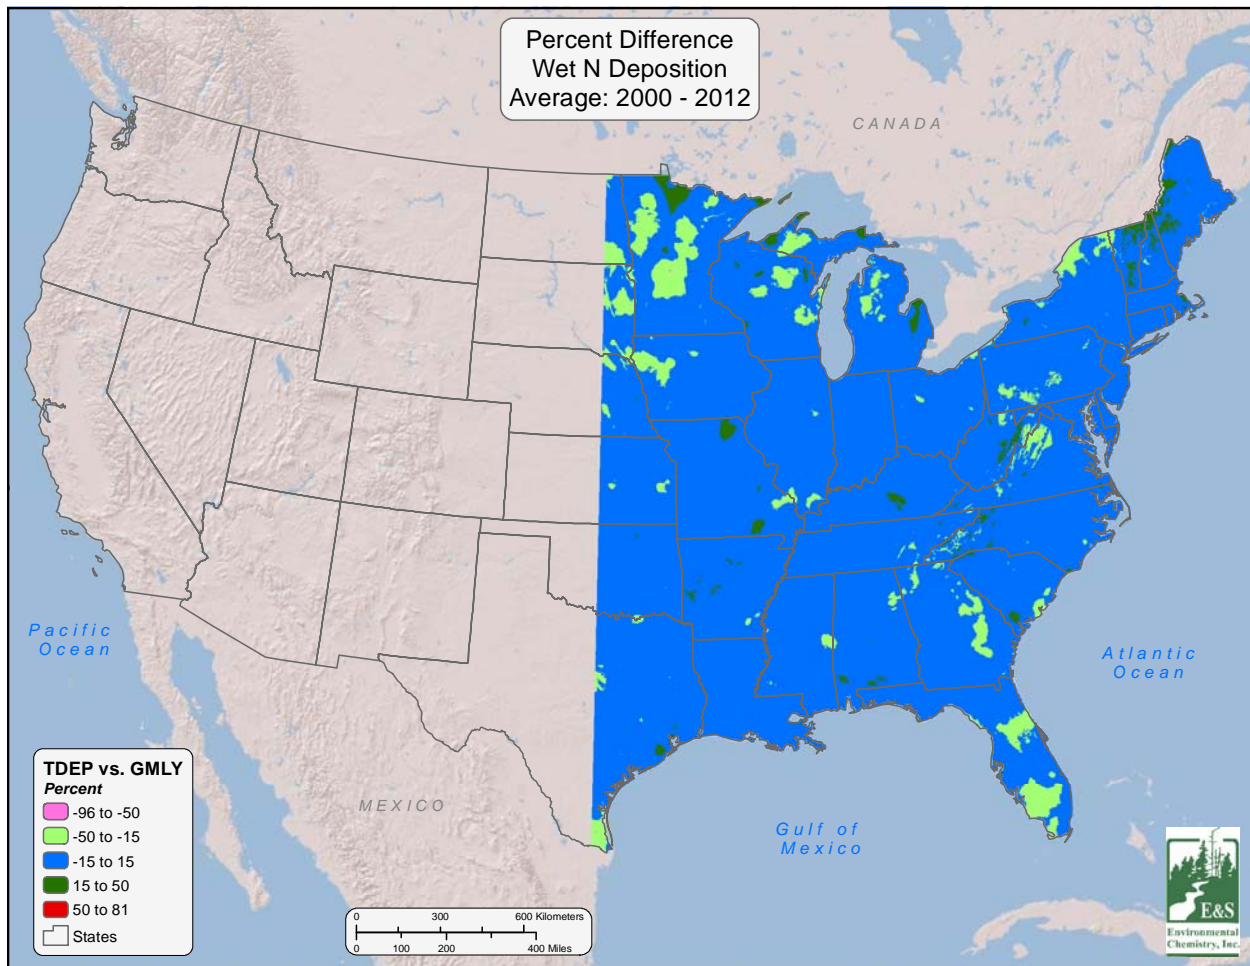 Percent Difference
Wet N Deposition
Average: 2000 - 2012
CANADA
Pacific
Ocean
Atlantic
Ocean
MEXICO
Gulf of
Mexico
TDEP vs. GMLY
Percent
-96 to -50
-50 to -15
-15 to 15
15 to 50
50 to 81
States
0 300 600 Kilometers
0 100 200 400 Miles
E&S
Environmental
Chemistry, Inc.